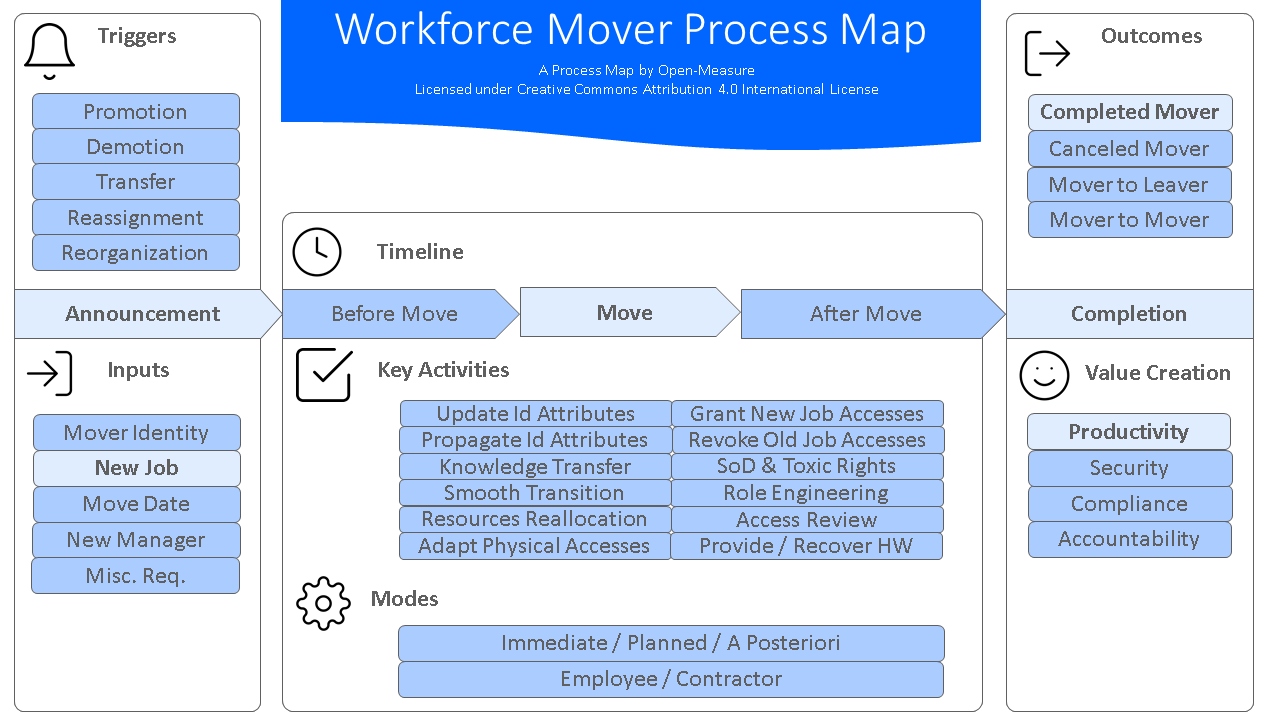 Workforce Mover Process Map
A Process Map by Open-Measure
Licensed under Creative Commons Attribution 4.0 International License
Triggers
Promotion
Demotion
Transfer
Reassignment
Reorganization
Announcement
Inputs
Mover Identity
New Job
Move Date
New Manager
Misc. Req.
Timeline
Before Move
Move
After Move
Key Activities
Update Id Attributes
Grant New Job Accesses
Propagate Id Attributes
Revoke Old Job Accesses
Knowledge Transfer
SoD & Toxic Rights
Smooth Transition
Role Engineering
Resources Reallocation
Access Review
Adapt Physical Accesses
Provide / Recover HW
Modes
Immediate / Planned / A Posteriori
Employee / Contractor
Outcomes
Completed Mover
Canceled Mover
Mover to Leaver
Mover to Mover
Completion
Value Creation
Productivity
Security
Compliance
Accountability